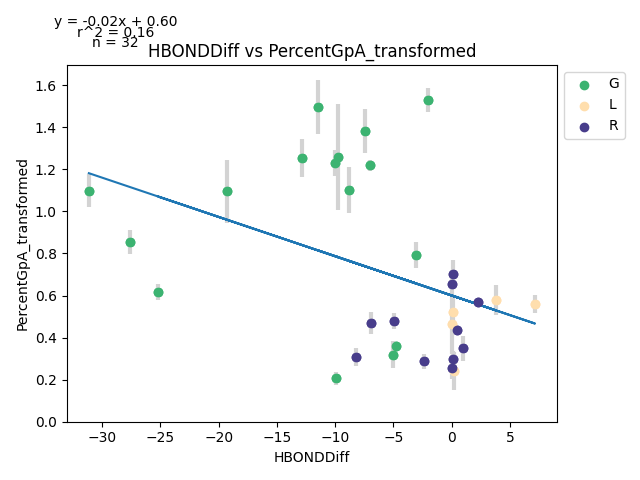 y = -0.02x + 0.60
r^2 = 0.16
n = 32
HBONDDiff vs PercentGpA_transformed
G
L
R
PercentGpA_transformed
1.6
1.4
1.2
1.0
0.8
0.6
0.4
0.2
0.0
−30 −25 −20 −15 −10 −5 0 5
HBONDDiff